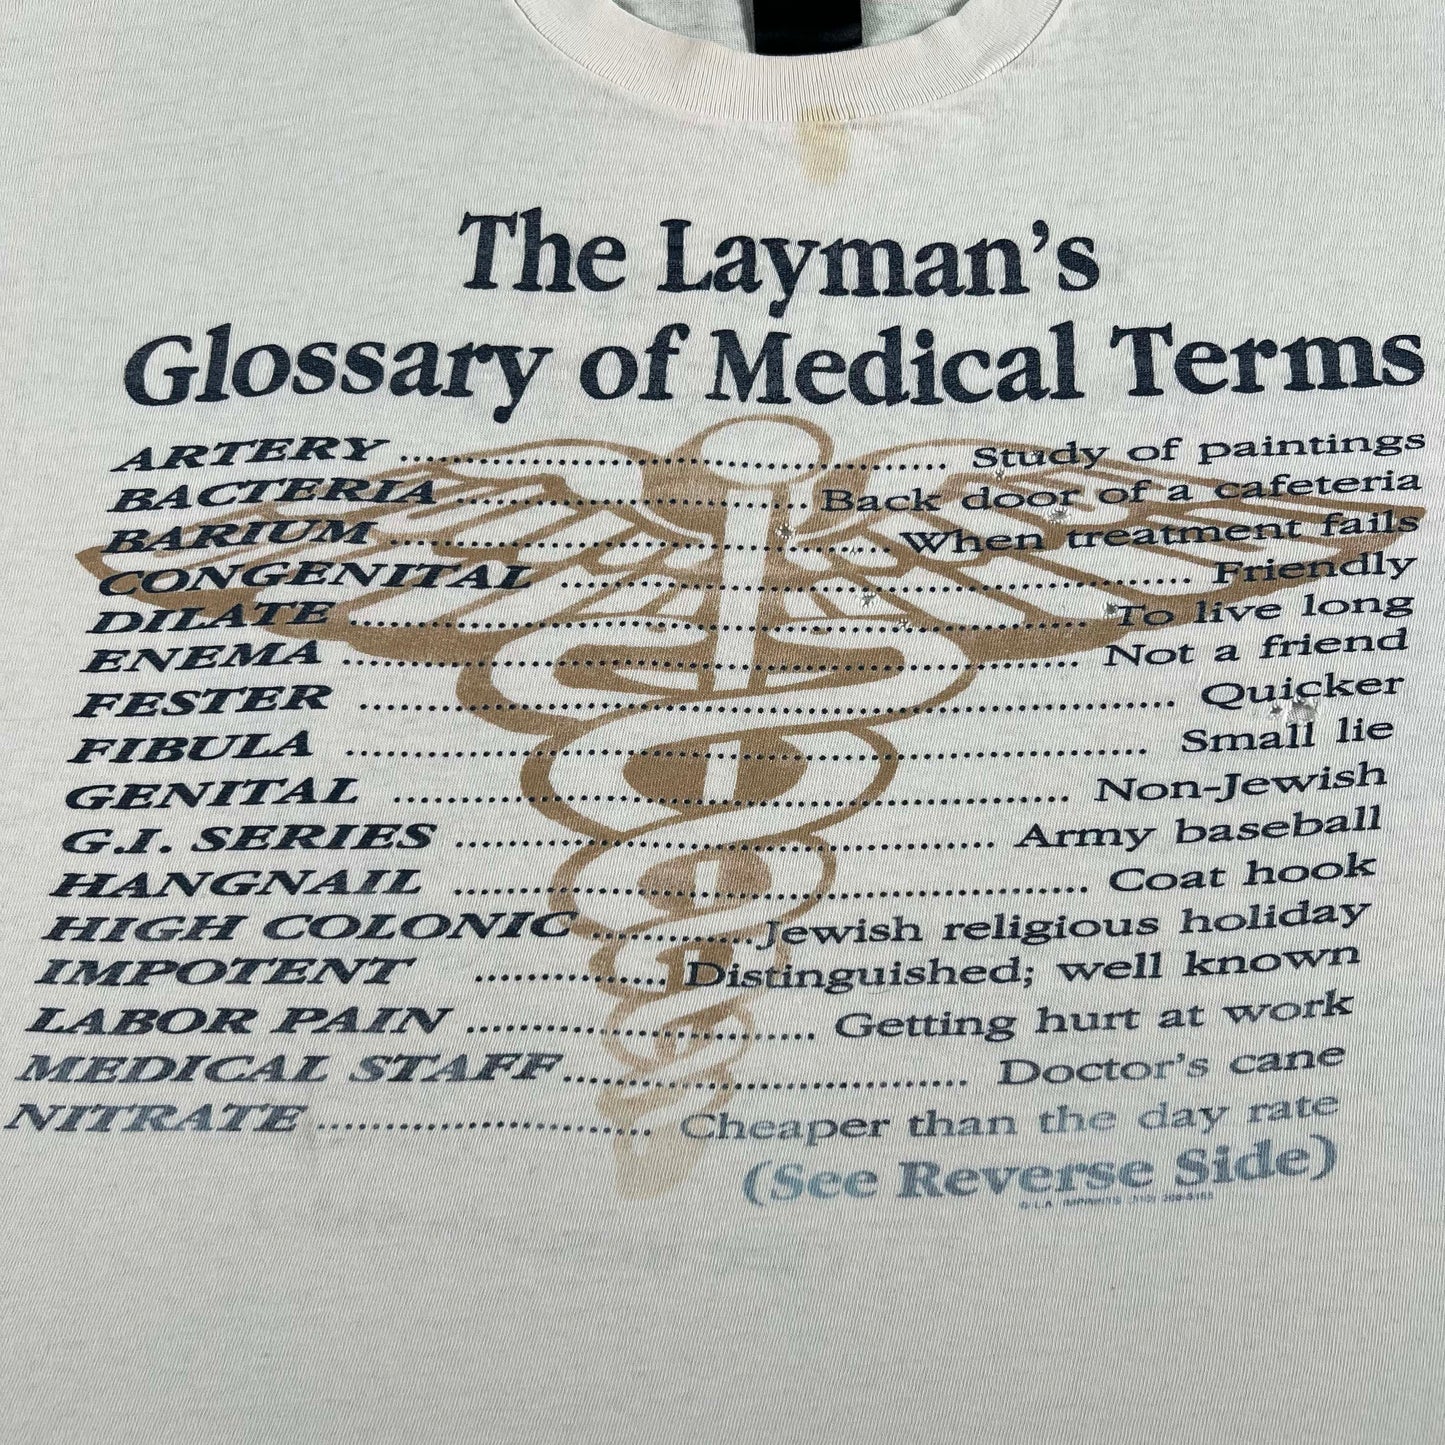 The Layman's
Glossary of Medical Terms
ARTERY ........................................ Study of paintings
BACTERIA ........................... Back door of a cafeteria
BARIUM ...................................... When treatment fails
CONGENITAL ............................................... Friendly
DILATE ....................................................... To live long
ENEMA ....................................................... Not a friend
FESTER ............................................................. Quicker
FIBULA ........................................................... Small lie
GENITAL .................................................. Non-Jewish
G.I. SERIES ........................................ Army baseball
HANGNAIL ............................................... Coat hook
HIGH COLONIC ............ Jewish religious holiday
IMPOTENT ............... Distinguished; well known
LABOR PAIN ........................... Getting hurt at work
MEDICAL STAFF ............................... Doctor's cane
NITRATE .......................... Cheaper than the day rate
(See Reverse Side)
© L.A. IMPRINTS